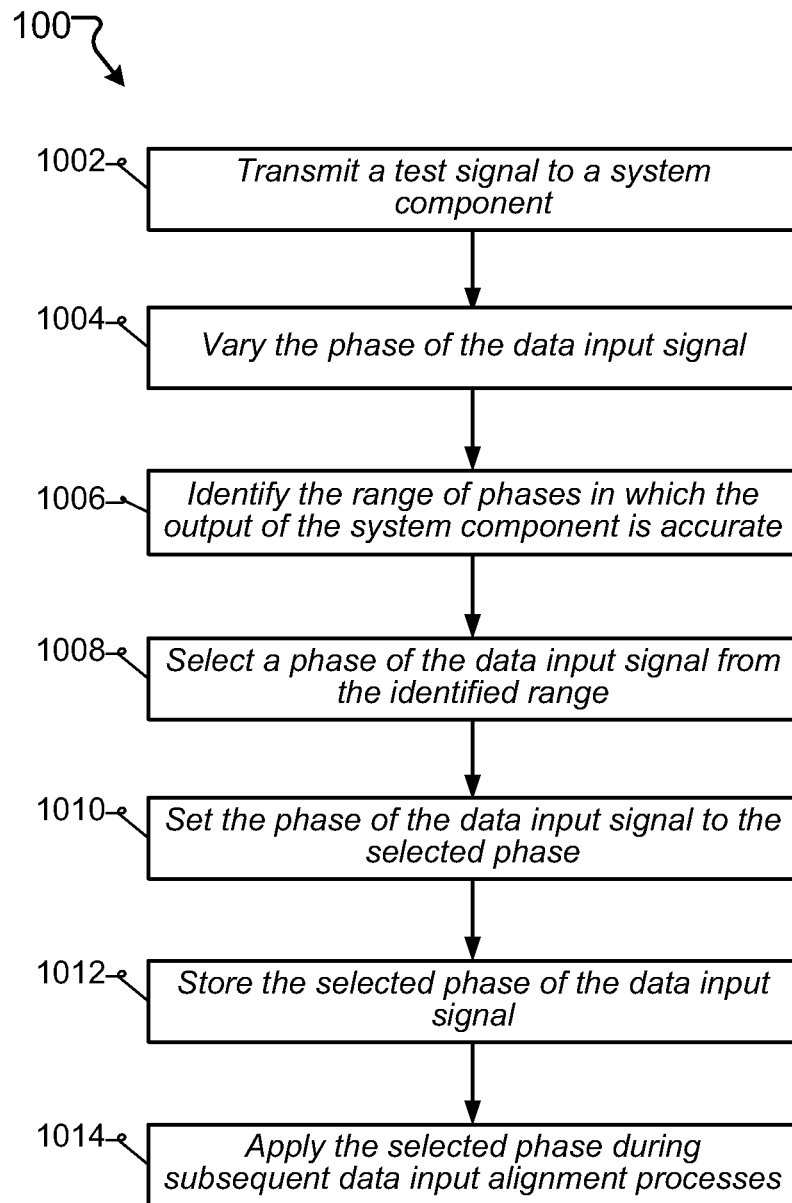 100
1002
Transmit a test signal to a system
component
1004
Vary the phase of the data input signal
1006
Identify the range of phases in which the
output of the system component is accurate
1008
Select a phase of the data input signal from
the identified range
1010
Set the phase of the data input signal to the
selected phase
1012
Store the selected phase of the data input
signal
1014
Apply the selected phase during
subsequent data input alignment processes